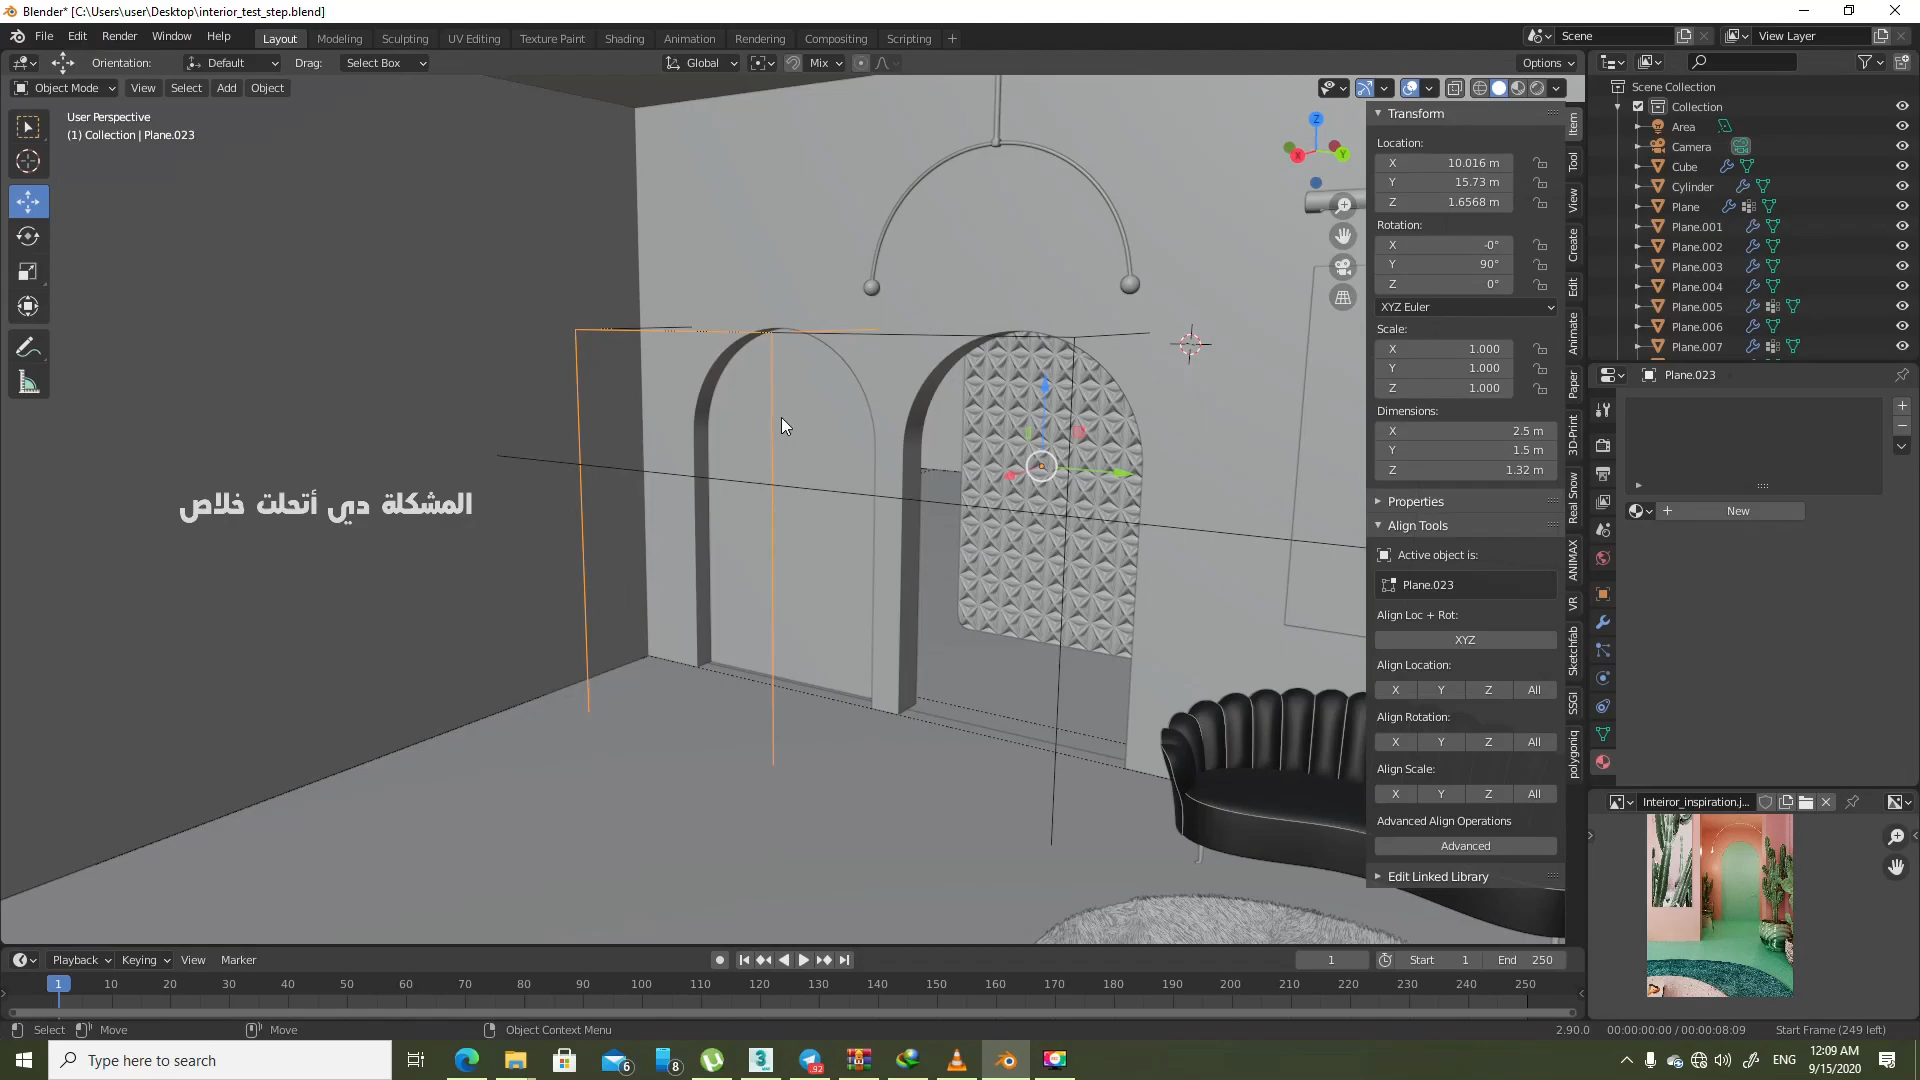 Blender* [C:\Users\user\Desktop\interior_test_step.blend]
File Edit Render Window Help
Layout Modeling Sculpting UV Editing Texture Paint Shading Animation Rendering Compositing Scripting +
Scene
View Layer
Orientation: Default Drag: Select Box
Global
Mix
Options
Object Mode View Select Add Object
User Perspective
(1) Collection | Plane.023
المشكلة دي أتحلت خلاص
Z
X
Y
Transform
Location:
X 10.016 m
Y 15.73 m
Z 1.6568 m
Rotation:
X -0°
Y 90°
Z 0°
XYZ Euler
Scale:
X 1.000
Y 1.000
Z 1.000
Dimensions:
X 2.5 m
Y 1.5 m
Z 1.32 m
Properties
Align Tools
Active object is:
Plane.023
Align Loc + Rot:
XYZ
Align Location:
X Y Z All
Align Rotation:
X Y Z All
Align Scale:
X Y Z All
Advanced Align Operations
Advanced
Edit Linked Library
Item
Tool
View
Create
Edit
Animate
Paper
3D-Print
Real Snow
ANIMAX
VR
Sketchfab
SSGI
polygoniq
Scene Collection
Collection
Area
Camera
Cube
Cylinder
Plane
Plane.001
Plane.002
Plane.003
Plane.004
Plane.005
Plane.006
Plane.007
Plane.023
New
Inteiror_inspiration.j...
Playback Keying View Marker
1
Start 1
End 250
1 10 20 30 40 50 60 70 80 90 100 110 120 130 140 150 160 170 180 190 200 210 220 230 240 250
Select Move Move Object Context Menu
2.90.0 00:00:00:00 / 00:00:08:09 Start Frame (249 left)
Type here to search
6
8
3
92
ENG
12:09 AM
9/15/2020